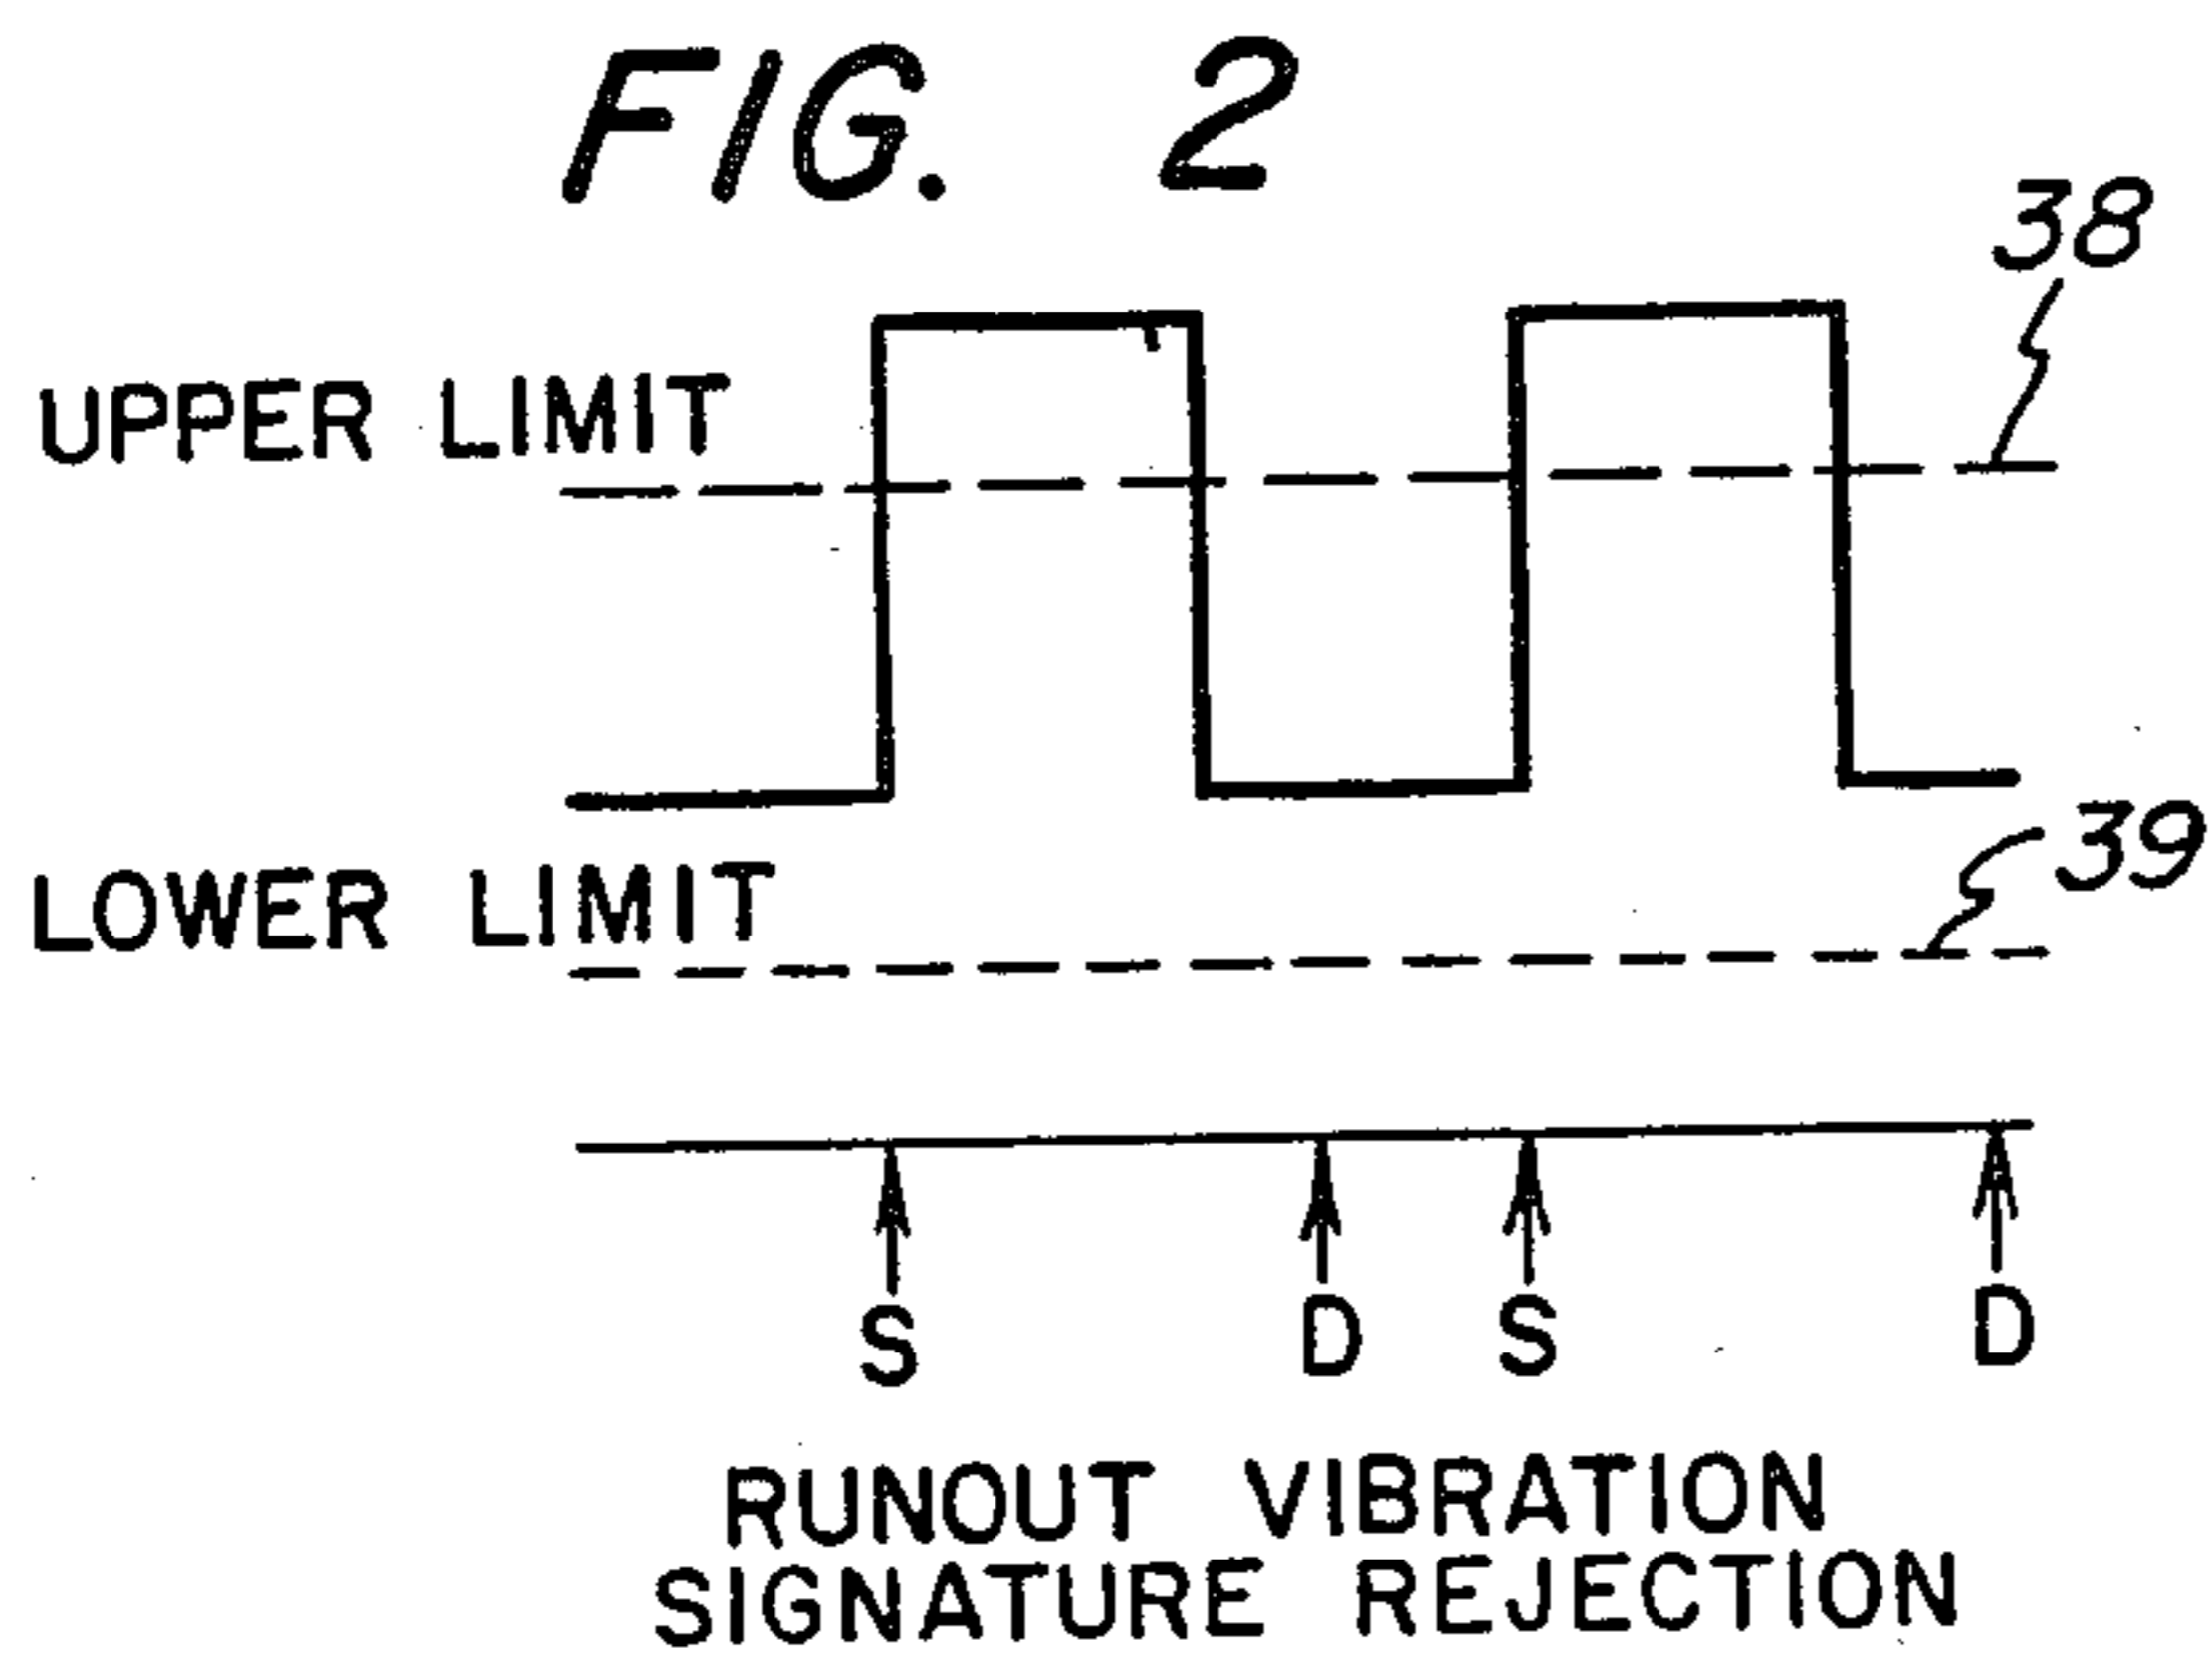 FIG. 2
38
UPPER LIMIT
39
LOWER LIMIT
S D S D
RUNOUT VIBRATION
SIGNATURE REJECTION